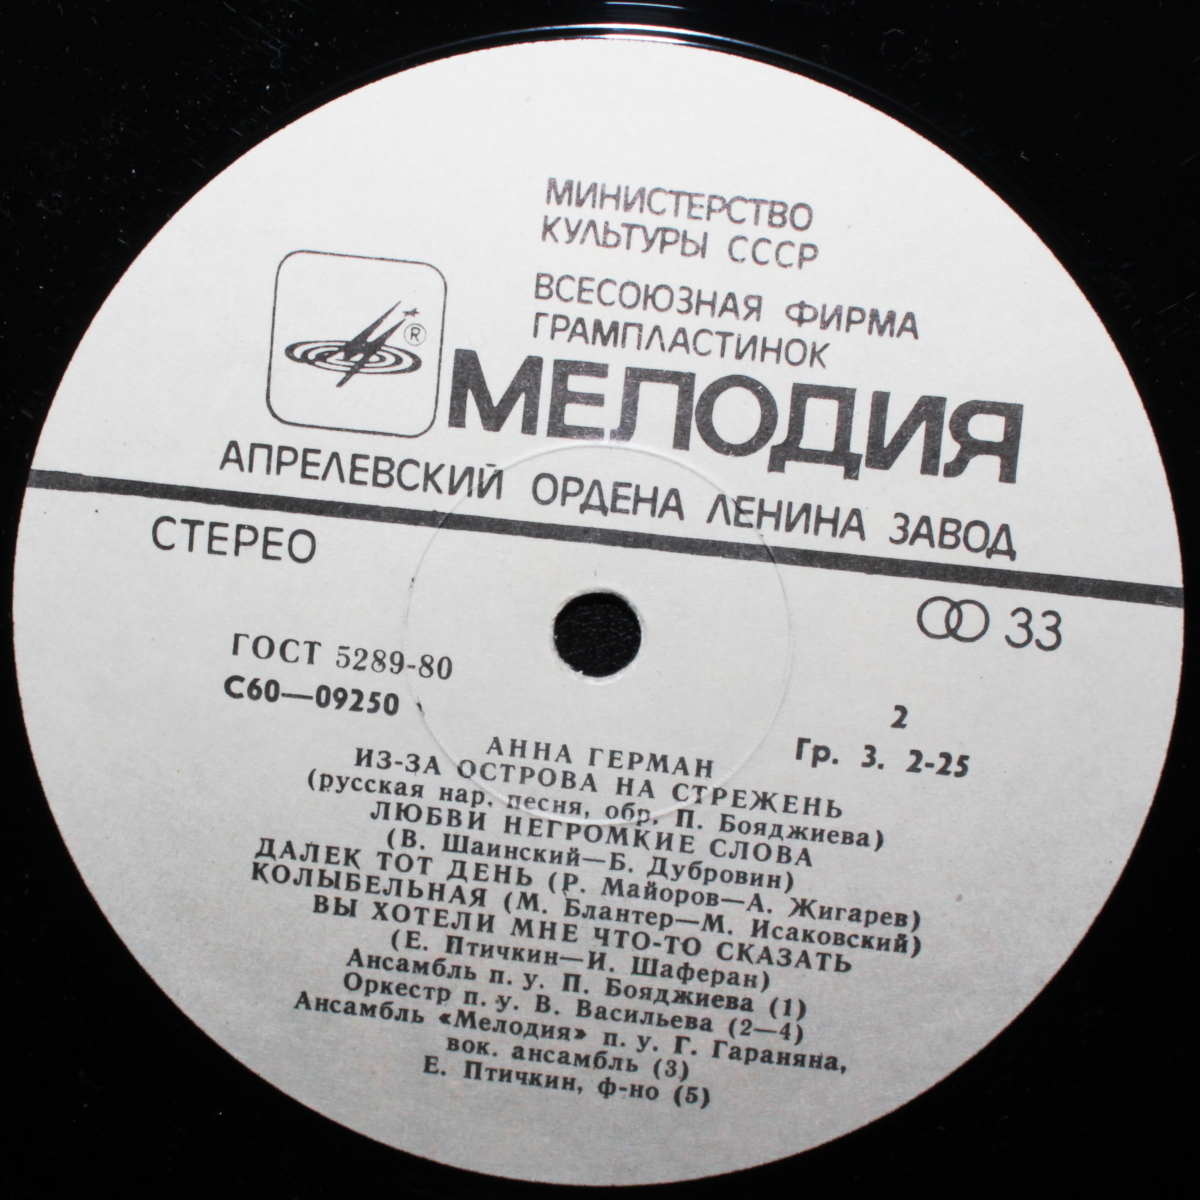 МИНИСТЕРСТВО
КУЛЬТУРЫ СССР
ВСЕСОЮЗНАЯ ФИРМА
ГРАМПЛАСТИНОК
®
МЕЛОДИЯ
АПРЕЛЕВСКИЙ ОРДЕНА ЛЕНИНА ЗАВОД
СТЕРЕО
33
ГОСТ 5289-80
С60—09250
2
Гр. 3. 2-25
АННА ГЕРМАН
ИЗ-ЗА ОСТРОВА НА СТРЕЖЕНЬ
(русская нар. песня, обр. П. Бояджиева)
ЛЮБВИ НЕГРОМКИЕ СЛОВА
(В. Шаинский—Б. Дубровин)
ДАЛЕК ТОТ ДЕНЬ (Р. Майоров—А. Жигарев)
КОЛЫБЕЛЬНАЯ (М. Блантер—М. Исаковский)
ВЫ ХОТЕЛИ МНЕ ЧТО-ТО СКАЗАТЬ
(Е. Птичкин—И. Шаферан)
Ансамбль п. у. П. Бояджиева (1)
Оркестр п. у. В. Васильева (2—4)
Ансамбль «Мелодия» п. у. Г. Гараняна,
вок. ансамбль (3)
Е. Птичкин, ф-но (5)